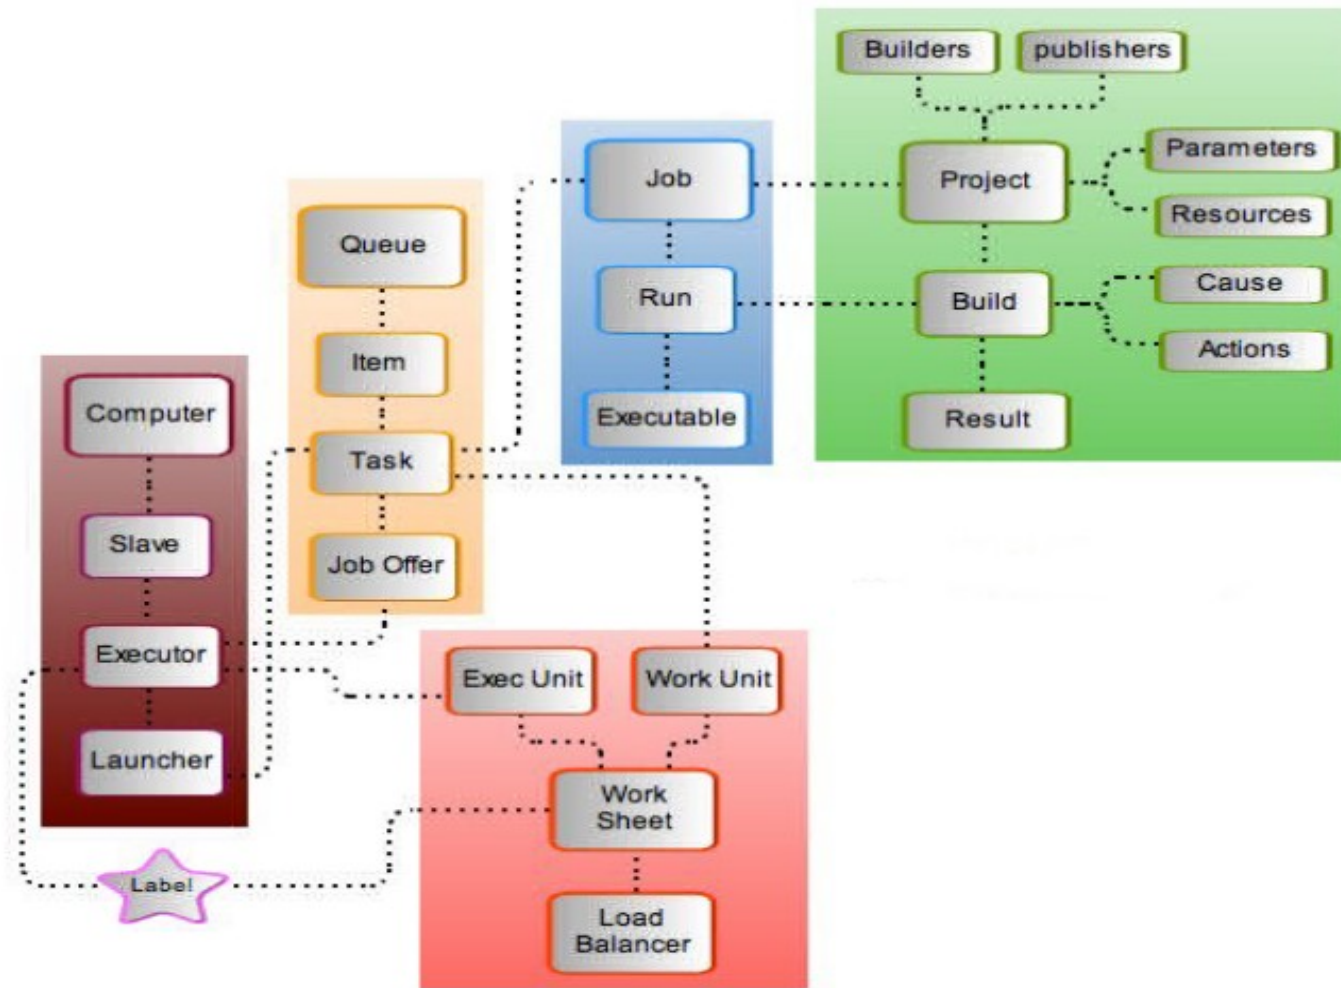 Builders
publishers
Parameters
Job
Project
Resources
Queue
Cause
Run
Build
Item
Actions
Computer
Executable
Result
Task
Slave
Job Offer
Executor
Exec Unit
Work Unit
Launcher
Work
Sheet
Label
Load
Balancer